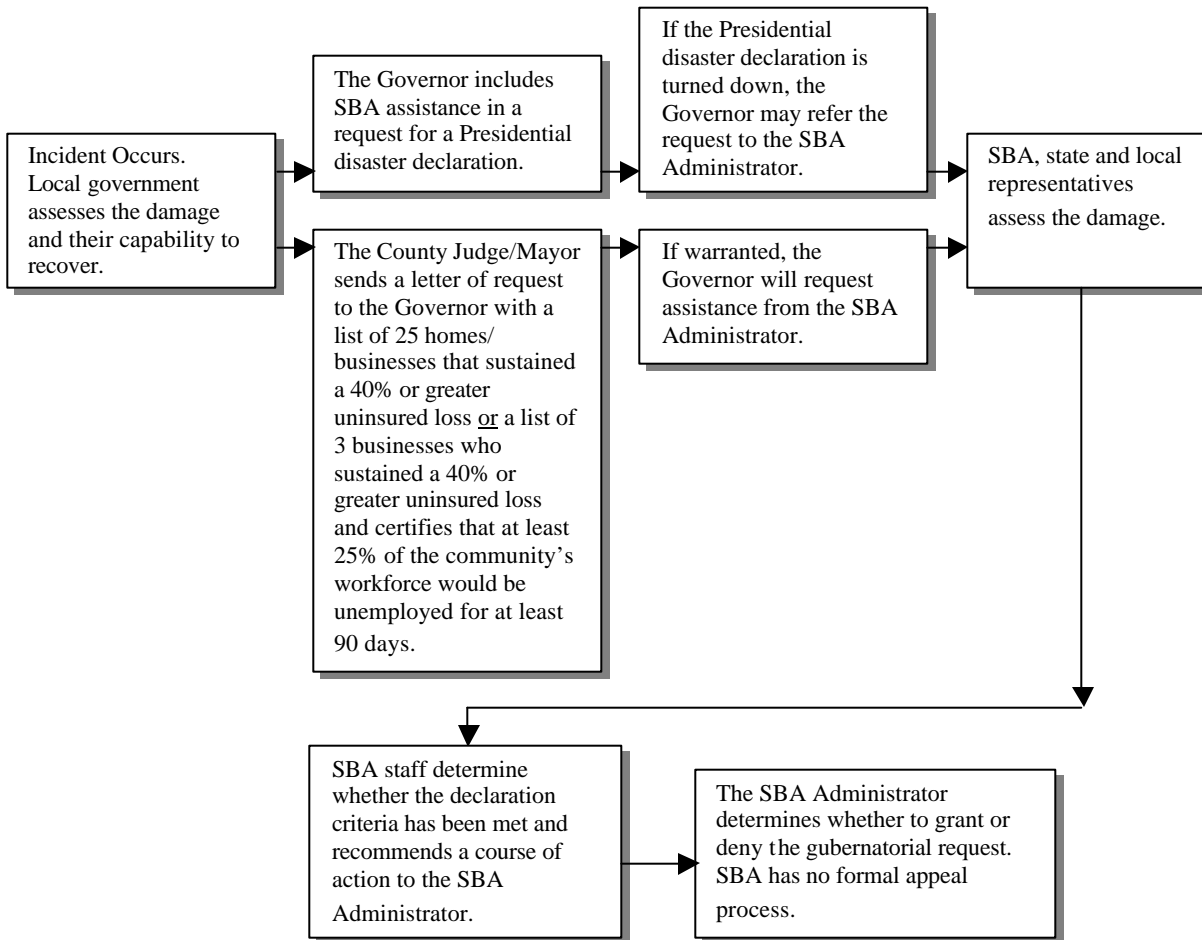 Incident Occurs.
Local government
assesses the damage
and their capability to
recover.
The Governor includes
SBA assistance in a
request for a Presidential
disaster declaration.
If the Presidential
disaster declaration is
turned down, the
Governor may refer the
request to the SBA
Administrator.
The County Judge/Mayor
sends a letter of request
to the Governor with a
list of 25 homes/
businesses that sustained
a 40% or greater
uninsured loss or a list of
3 businesses who
sustained a 40% or
greater uninsured loss
and certifies that at least
25% of the community’s
workforce would be
unemployed for at least
90 days.
If warranted, the
Governor will request
assistance from the SBA
Administrator.
SBA, state and local
representatives
assess the damage.
SBA staff determine
whether the declaration
criteria has been met and
recommends a course of
action to the SBA
Administrator.
The SBA Administrator
determines whether to grant or
deny the gubernatorial request.
SBA has no formal appeal
process.